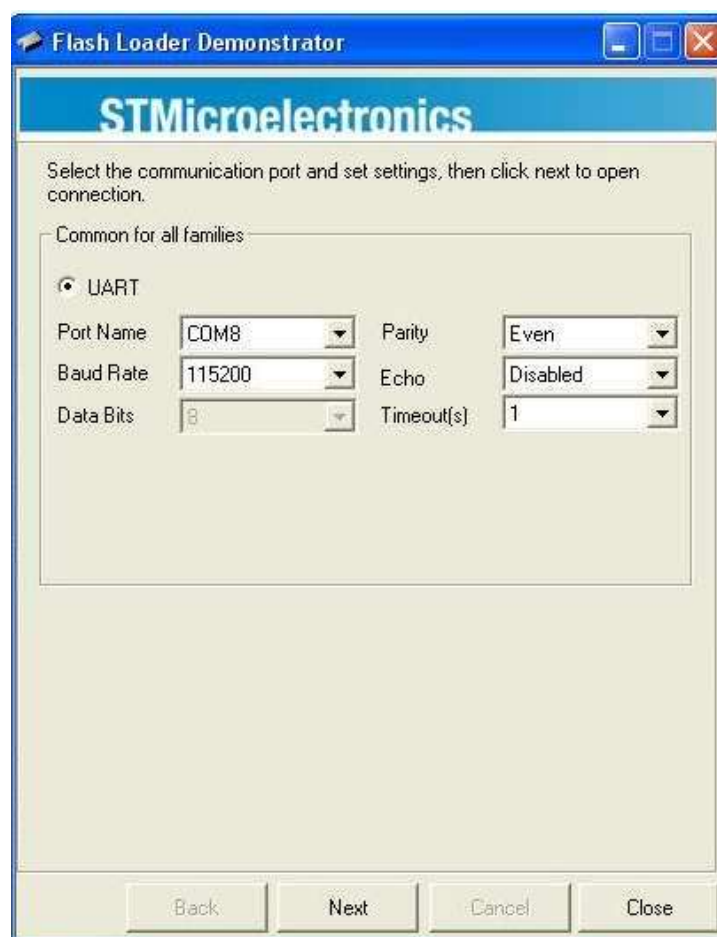 Flash Loader Demonstrator
STMicroelectronics
Select the communication port and set settings, then click next to open
connection.
Common for all families
UART
Port Name COM8 Parity Even
Baud Rate 115200 Echo Disabled
Data Bits 8 Timeout(s) 1
Back Next Cancel Close